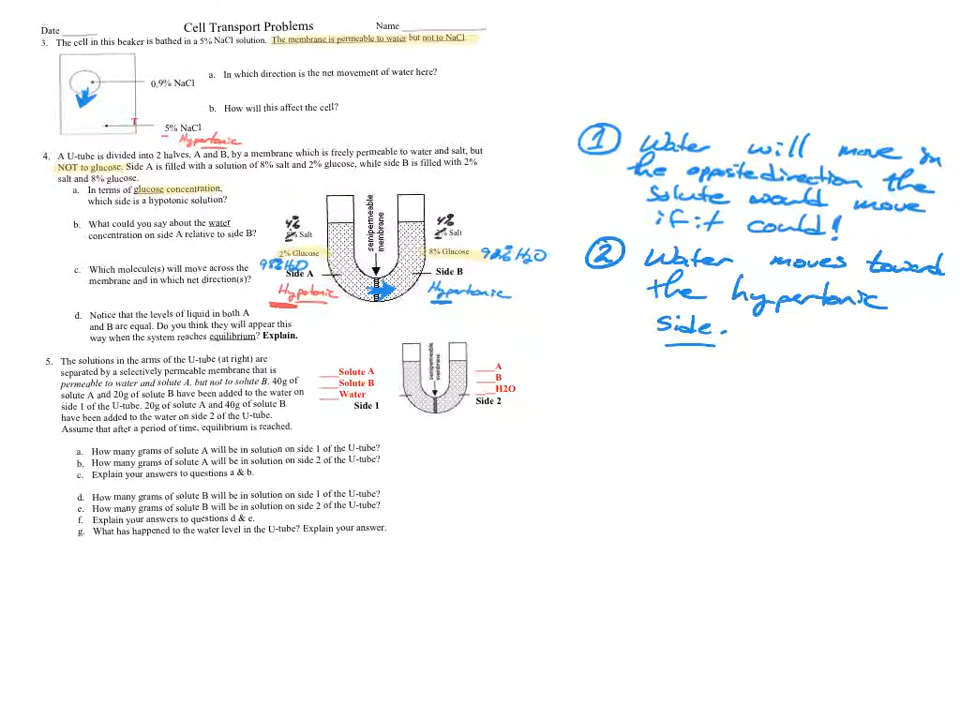 Date ______ Cell Transport Problems Name ______________
3. The cell in this beaker is bathed in a 5% NaCl solution. The membrane is permeable to water but not to NaCl.
a. In which direction is the net movement of water here?
0.9% NaCl
b. How will this affect the cell?
5% NaCl
Hypertonic
4. A U-tube is divided into 2 halves, A and B, by a membrane which is freely permeable to water and salt, but
NOT to glucose. Side A is filled with a solution of 8% salt and 2% glucose, while side B is filled with 2%
salt and 8% glucose.
a. In terms of glucose concentration,
which side is a hypotonic solution?
b. What could you say about the water
concentration on side A relative to side B?
c. Which molecule(s) will move across the
membrane and in which net direction(s)?
d. Notice that the levels of liquid in both A
and B are equal. Do you think they will appear this
way when the system reaches equilibrium? Explain.
semipermeable
membrane
Salt
2% Glucose
Side A
Hypotonic
Salt
8% Glucose
92% H2O
Side B
Hypertonic
5. The solutions in the arms of the U-tube (at right) are
separated by a selectively permeable membrane that is
permeable to water and solute A, but not to solute B. 40g of
solute A and 20g of solute B have been added to the water on
side 1 of the U-tube. 20g of solute A and 40g of solute B
have been added to the water on side 2 of the U-tube.
Assume that after a period of time, equilibrium is reached.
_____Solute A
_____Solute B
_____Water
Side 1
semipermeable
membrane
____A
____B
____H2O
Side 2
a. How many grams of solute A will be in solution on side 1 of the U-tube?
b. How many grams of solute A will be in solution on side 2 of the U-tube?
c. Explain your answers to questions a & b.
d. How many grams of solute B will be in solution on side 1 of the U-tube?
e. How many grams of solute B will be in solution on side 2 of the U-tube?
f. Explain your answers to questions d & e.
g. What has happened to the water level in the U-tube? Explain your answer.
1 Water will move in
the opposite direction the
solute would move
if it could!
2 Water moves toward
the hypertonic
side.